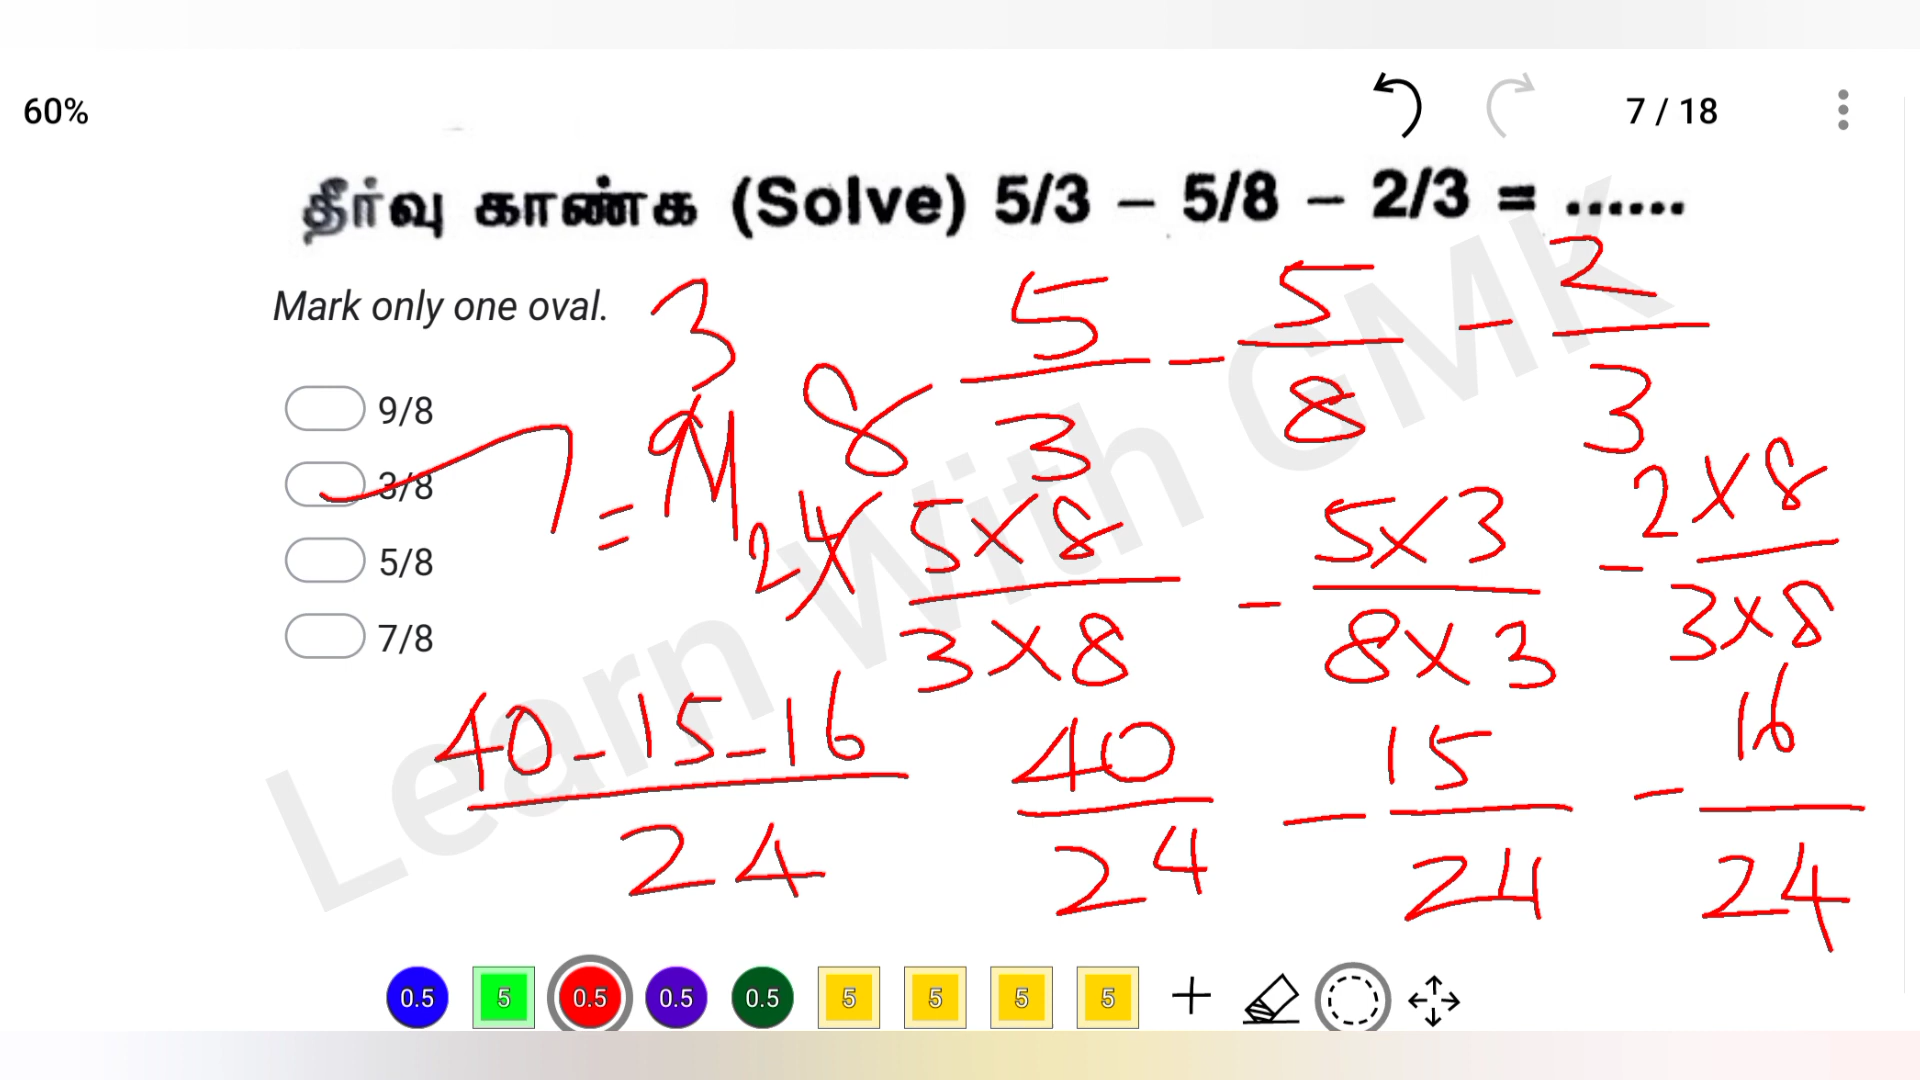 60%
7 / 18
தீர்வு காண்க (Solve) 5/3 – 5/8 – 2/3 = ......
Mark only one oval.
9/8
3/8
5/8
7/8
5/3 - 5/8 - 2/3
3
8
=
24
5×8/3×8 - 5×3/8×3 - 2×8/3×8
40-15-16/24
40/24 - 15/24 - 16/24
Learn With GMK
0.5 5 0.5 0.5 0.5 5 5 5 5